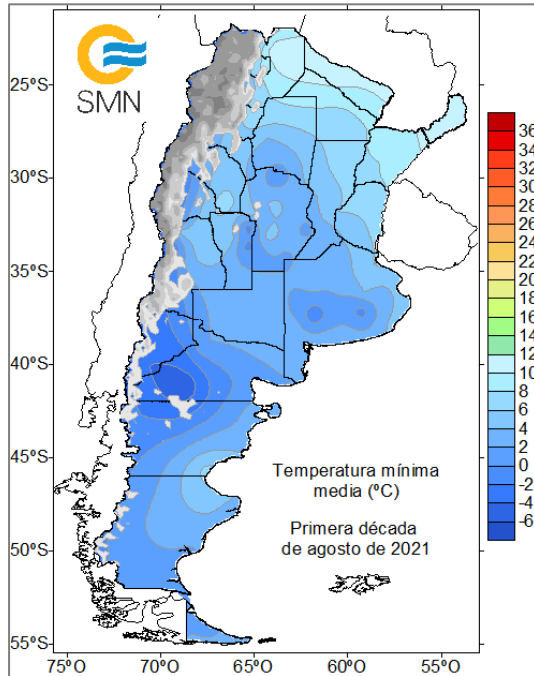 SMN
25°S
30°S
35°S
40°S
45°S
50°S
55°S
75°O
70°O
65°O
60°O
55°O
36
34
32
30
28
26
24
22
20
18
16
14
12
10
8
6
4
2
0
-2
-4
-6
Temperatura mínima
media (ºC)
Primera década
de agosto de 2021